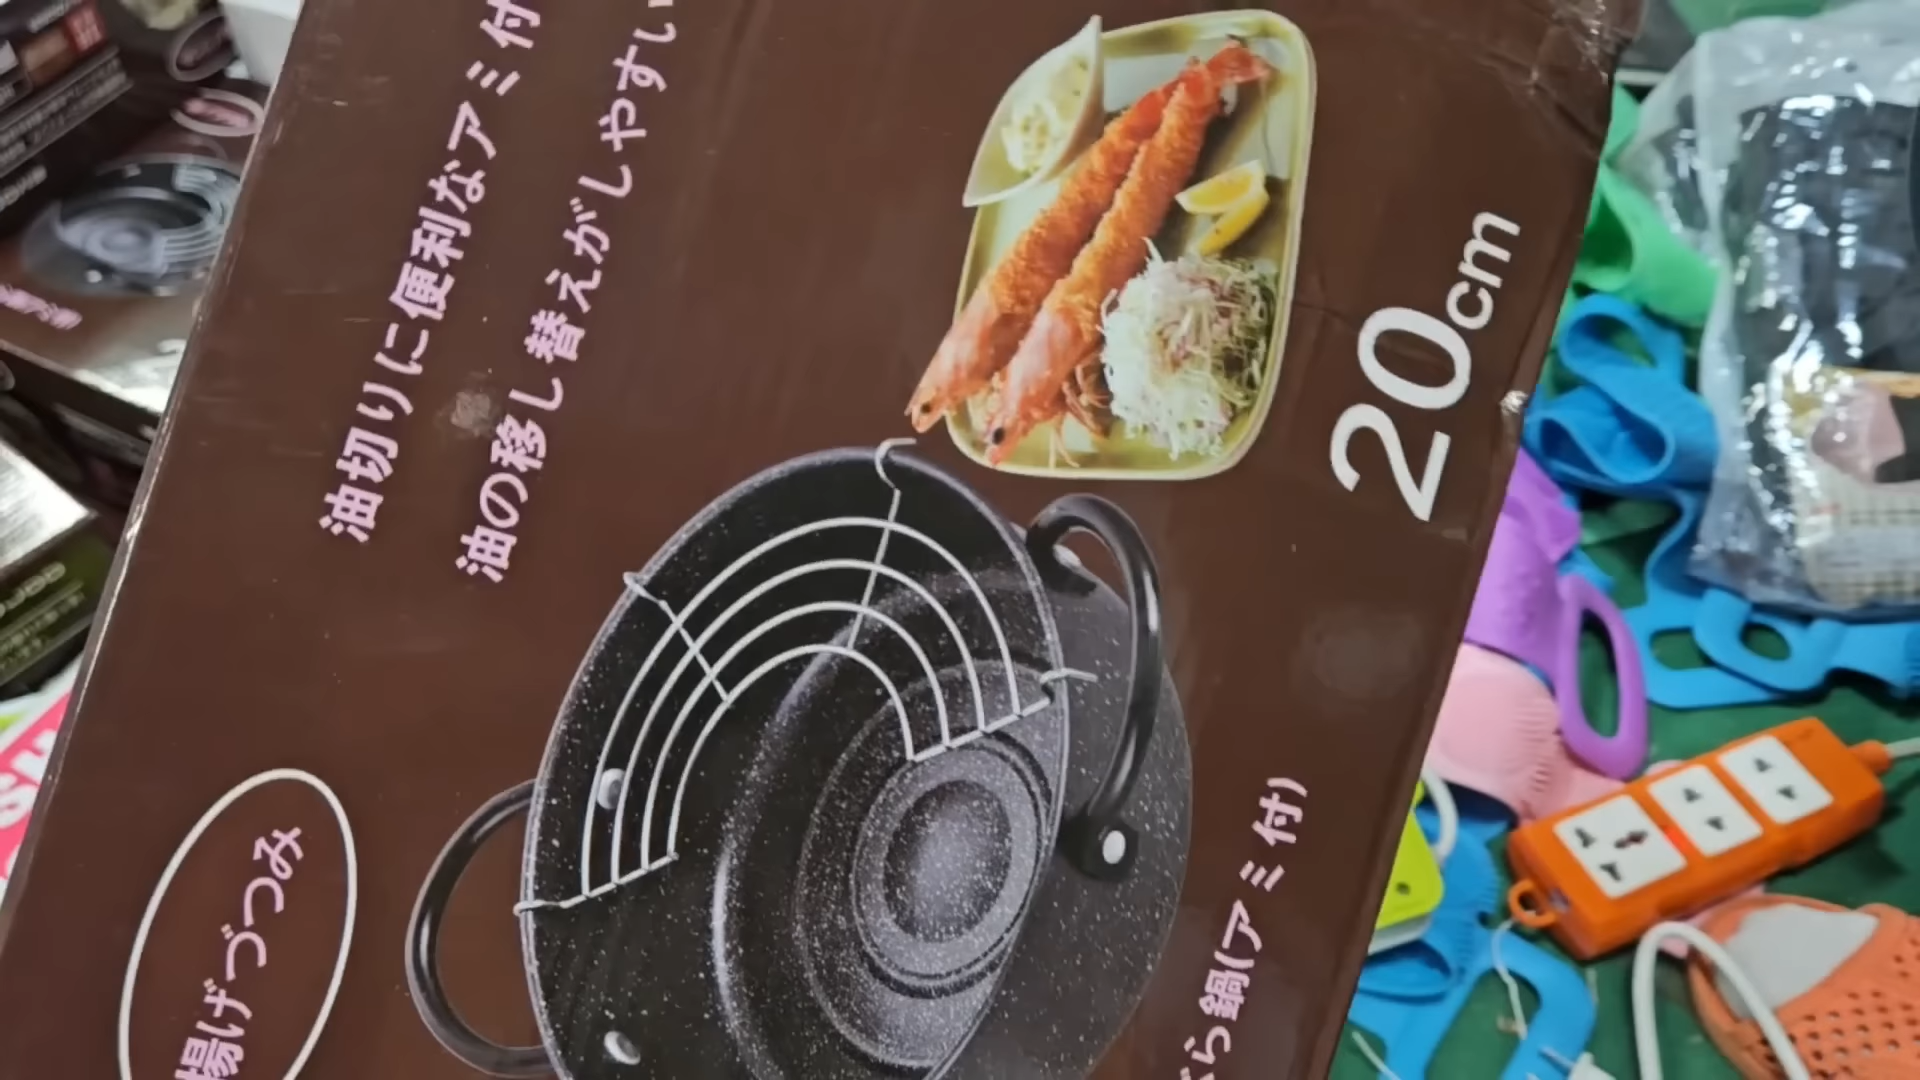 油切りに便利なアミ付
油の移し替えがしやすい
20cm
揚げづつみ
ぷら鍋(アミ付)